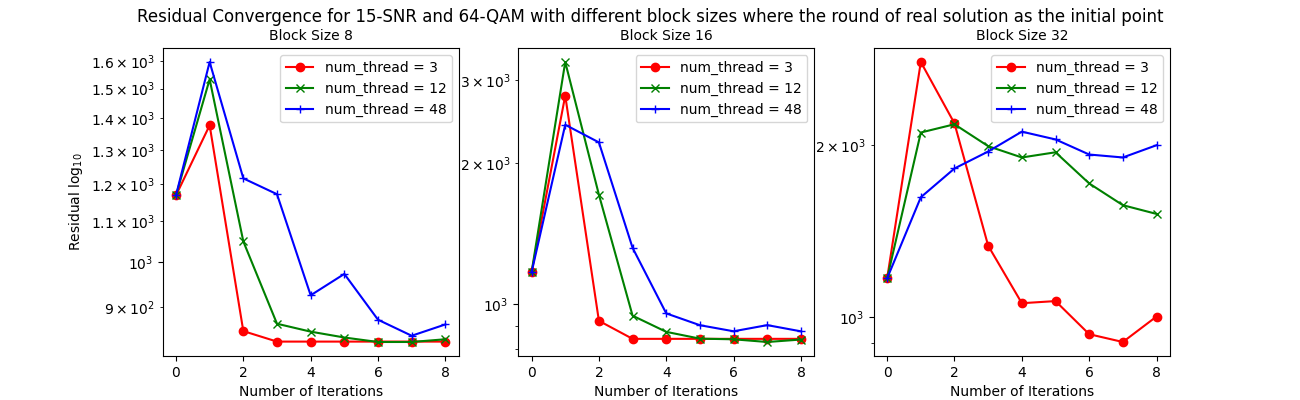 Residual Convergence for 15-SNR and 64-QAM with different block sizes where the round of real solution as the initial point
Block Size 8
Residual log₁₀
1.6 × 10³
1.5 × 10³
1.4 × 10³
1.3 × 10³
1.2 × 10³
1.1 × 10³
10³
9 × 10²
num_thread = 3
num_thread = 12
num_thread = 48
0 2 4 6 8
Number of Iterations
Block Size 16
3 × 10³
2 × 10³
10³
num_thread = 3
num_thread = 12
num_thread = 48
0 2 4 6 8
Number of Iterations
Block Size 32
2 × 10³
10³
num_thread = 3
num_thread = 12
num_thread = 48
0 2 4 6 8
Number of Iterations